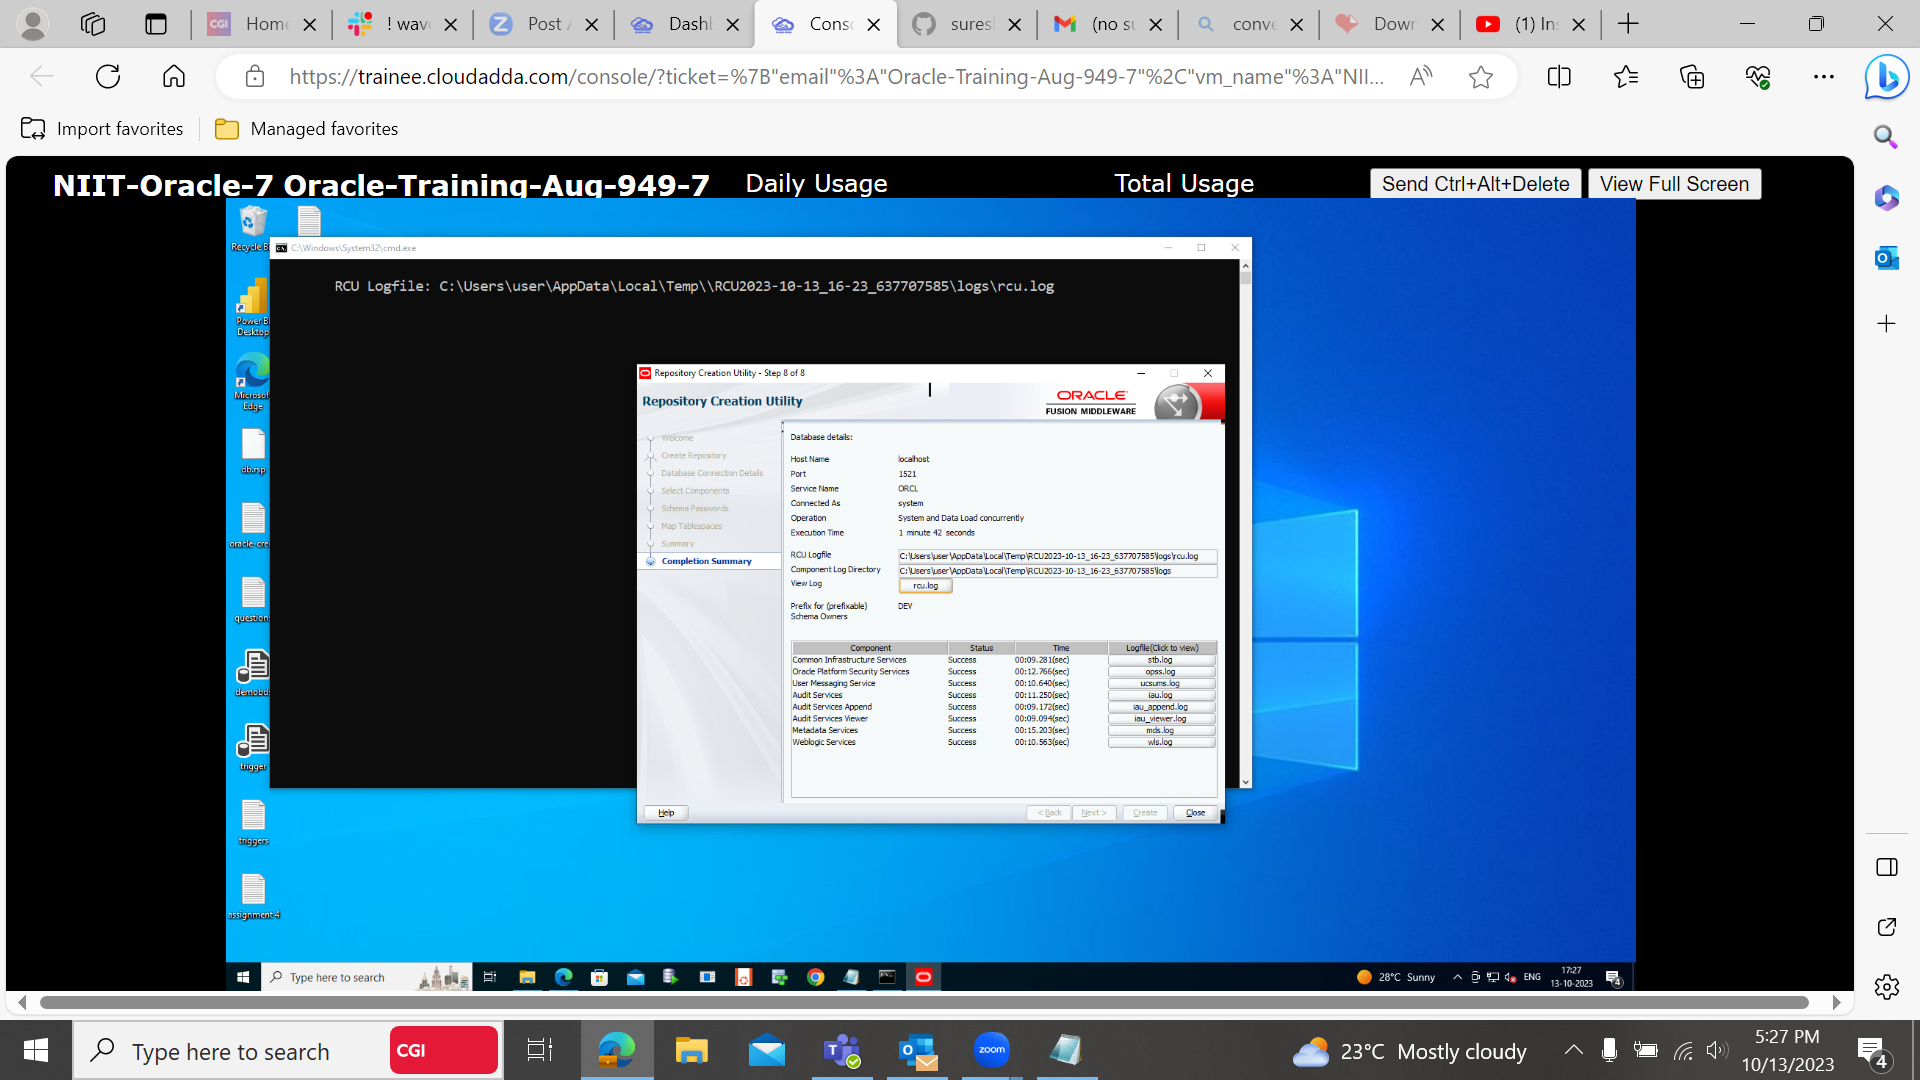 Home
! wav
Post A
Dashb
Conso
sures
(no su
conve
Down
(1) Ins
https://trainee.cloudadda.com/console/?ticket=%7B"email"%3A"Oracle-Training-Aug-949-7"%2C"vm_name"%3A"NII...
Import favorites
Managed favorites
NIIT-Oracle-7 Oracle-Training-Aug-949-7
Daily Usage
Total Usage
Send Ctrl+Alt+Delete
View Full Screen
Recycle B
C:\Windows\System32\cmd.exe
RCU Logfile: C:\Users\user\AppData\Local\Temp\\RCU2023-10-13_16-23_637707585\logs\rcu.log
Power B
Desktop
Microsof
Edge
db.rsp
oracle-cre
question
demobd
trigger
triggers
assignment 4
Repository Creation Utility - Step 8 of 8
Repository Creation Utility
ORACLE
FUSION MIDDLEWARE
Welcome
Create Repository
Database Connection Details
Select Components
Schema Passwords
Map Tablespaces
Summary
Completion Summary
Database details:
Host Name localhost
Port 1521
Service Name ORCL
Connected As system
Operation System and Data Load concurrently
Execution Time 1 minute 42 seconds
RCU Logfile C:\Users\user\AppData\Local\Temp\RCU2023-10-13_16-23_637707585\logs\rcu.log
Component Log Directory C:\Users\user\AppData\Local\Temp\RCU2023-10-13_16-23_637707585\logs
View Log rcu.log
Prefix for (prefixable) DEV
Schema Owners
Component Status Time Logfile(Click to view)
Common Infrastructure Services Success 00:09.281(sec) stb.log
Oracle Platform Security Services Success 00:12.766(sec) opss.log
User Messaging Service Success 00:10.640(sec) ucsums.log
Audit Services Success 00:11.250(sec) iau.log
Audit Services Append Success 00:09.172(sec) iau_append.log
Audit Services Viewer Success 00:09.094(sec) iau_viewer.log
Metadata Services Success 00:15.203(sec) mds.log
Weblogic Services Success 00:10.563(sec) wls.log
Help
< Back
Next >
Create
Close
Type here to search
28°C Sunny
ENG
17:27
13-10-2023
4
Type here to search
CGI
zoom
23°C Mostly cloudy
5:27 PM
10/13/2023
4